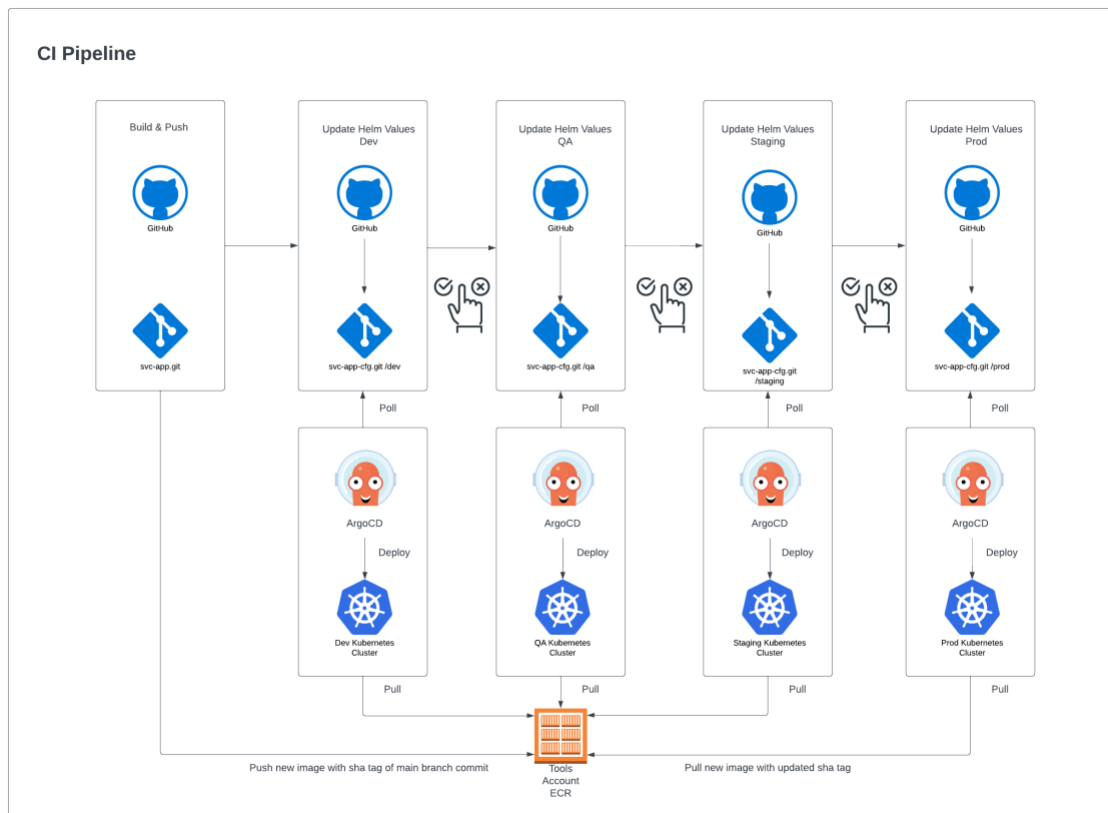 CI Pipeline
Build & Push
GitHub
svc-app.git
Update Helm Values
Dev
GitHub
svc-app-cfg.git /dev
Update Helm Values
QA
GitHub
svc-app-cfg.git /qa
Update Helm Values
Staging
GitHub
svc-app-cfg.git
/staging
Update Helm Values
Prod
GitHub
svc-app-cfg.git /prod
Poll
Poll
Poll
Poll
ArgoCD
Deploy
Dev Kubernetes
Cluster
ArgoCD
Deploy
QA Kubernetes
Cluster
ArgoCD
Deploy
Staging Kubernetes
Cluster
ArgoCD
Deploy
Prod Kubernetes
Cluster
Pull
Pull
Pull
Pull
Push new image with sha tag of main branch commit
Tools
Account
ECR
Pull new image with updated sha tag